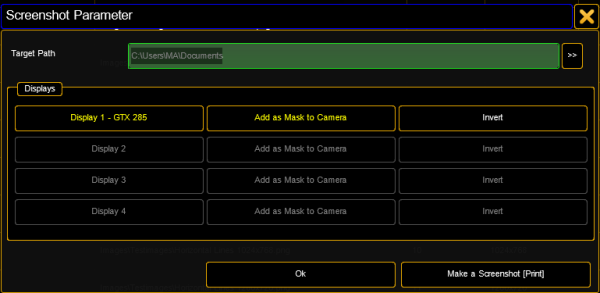 Screenshot Parameter
Target Path
C:\Users\MA\Documents
>>
Displays
Display 1 - GTX 285 Add as Mask to Camera Invert
Display 2 Add as Mask to Camera Invert
Display 3 Add as Mask to Camera Invert
Display 4 Add as Mask to Camera Invert
Ok Make a Screenshot [Print]